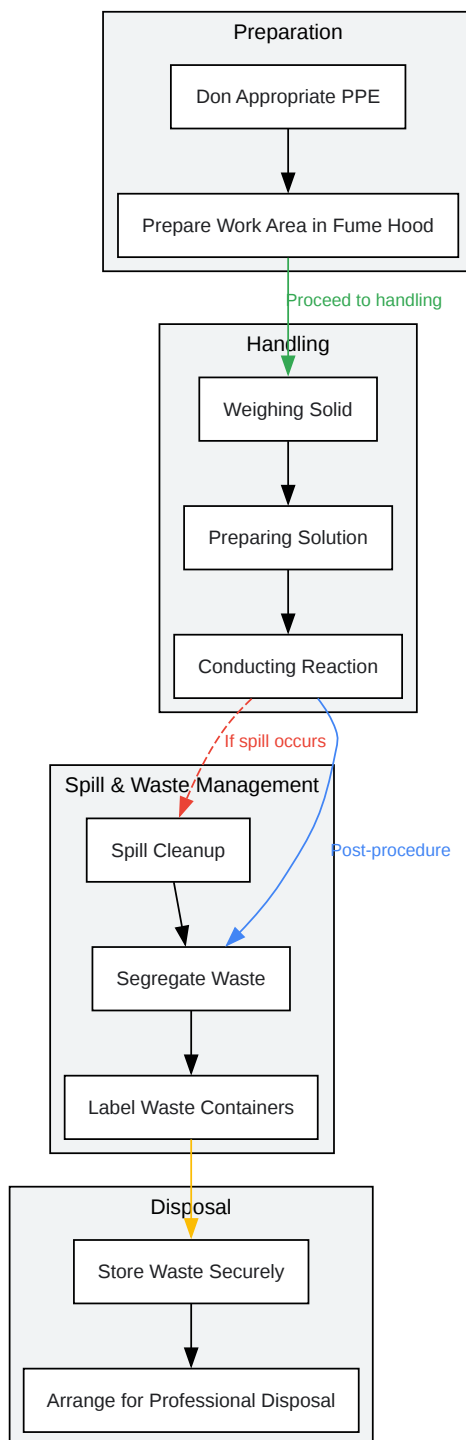 Preparation
Don Appropriate PPE
Prepare Work Area in Fume Hood
Proceed to handling
Handling
Weighing Solid
Preparing Solution
Conducting Reaction
If spill occurs
Spill & Waste Management
Spill Cleanup
Post-procedure
Segregate Waste
Label Waste Containers
Disposal
Store Waste Securely
Arrange for Professional Disposal